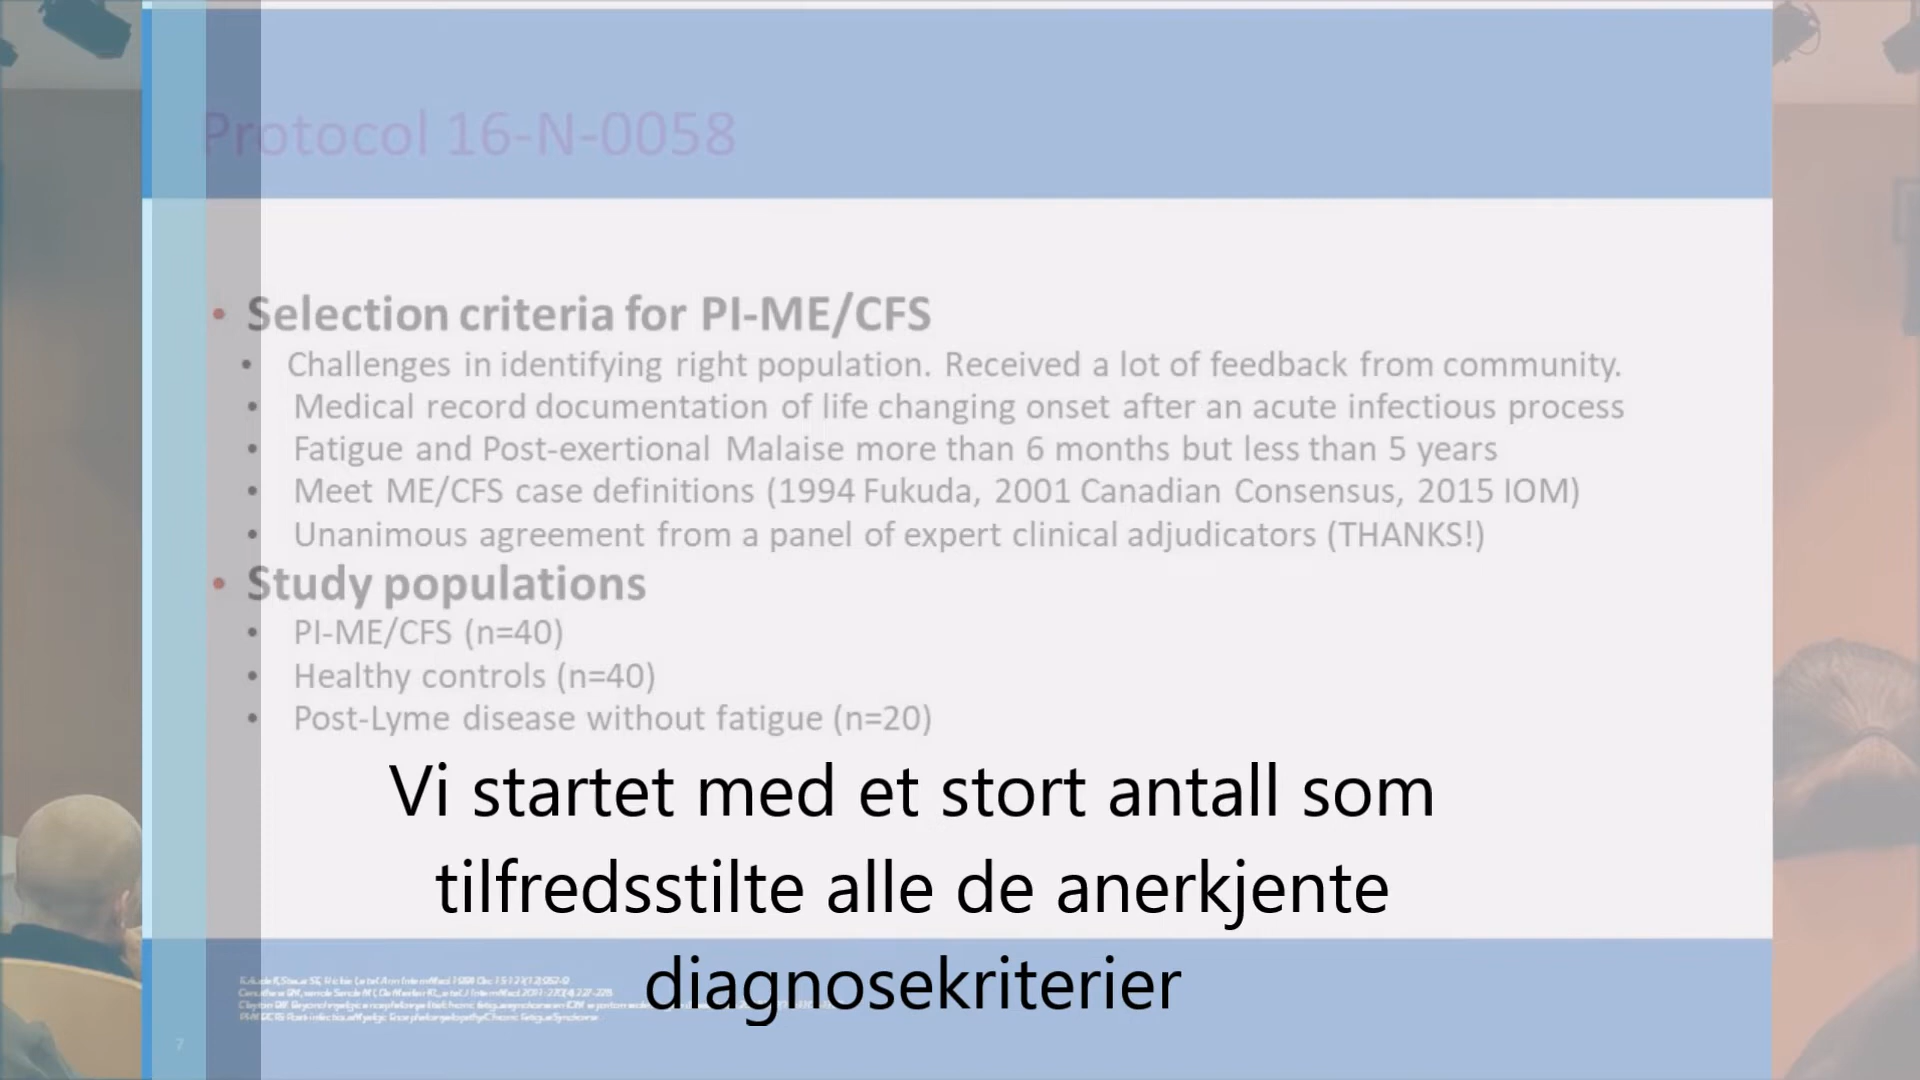 Protocol 16-N-0058
• Selection criteria for PI-ME/CFS
• Challenges in identifying right population. Received a lot of feedback from community.
• Medical record documentation of life changing onset after an acute infectious process
• Fatigue and Post-exertional Malaise more than 6 months but less than 5 years
• Meet ME/CFS case definitions (1994 Fukuda, 2001 Canadian Consensus, 2015 IOM)
• Unanimous agreement from a panel of expert clinical adjudicators (THANKS!)
• Study populations
• PI-ME/CFS (n=40)
• Healthy controls (n=40)
• Post-Lyme disease without fatigue (n=20)
Vi startet med et stort antall som
tilfredsstilte alle de anerkjente
diagnosekriterier
7